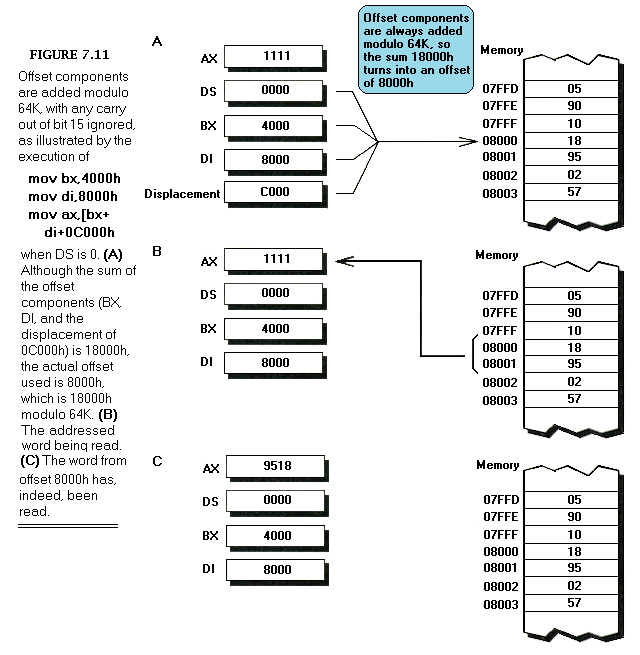 FIGURE 7.11
Offset components
are added modulo
64K, with any carry
out of bit 15 ignored,
as illustrated by the
execution of
mov bx,4000h
mov di,8000h
mov ax,[bx+
di+0C000h
when DS is 0. (A)
Although the sum of
the offset
components (BX,
DI, and the
displacement of
0C000h) is 18000h,
the actual offset
used is 8000h,
which is 18000h
modulo 64K. (B)
The addressed
word being read.
(C) The word from
offset 8000h has,
indeed, been
read.
A
Offset components
are always added
modulo 64K, so
the sum 18000h
turns into an offset
of 8000h
AX 1111
DS 0000
BX 4000
DI 8000
Displacement C000
Memory
07FFD 05
07FFE 90
07FFF 10
08000 18
08001 95
08002 02
08003 57
B
AX 1111
DS 0000
BX 4000
DI 8000
Memory
07FFD 05
07FFE 90
07FFF 10
08000 18
08001 95
08002 02
08003 57
C
AX 9518
DS 0000
BX 4000
DI 8000
Memory
07FFD 05
07FFE 90
07FFF 10
08000 18
08001 95
08002 02
08003 57